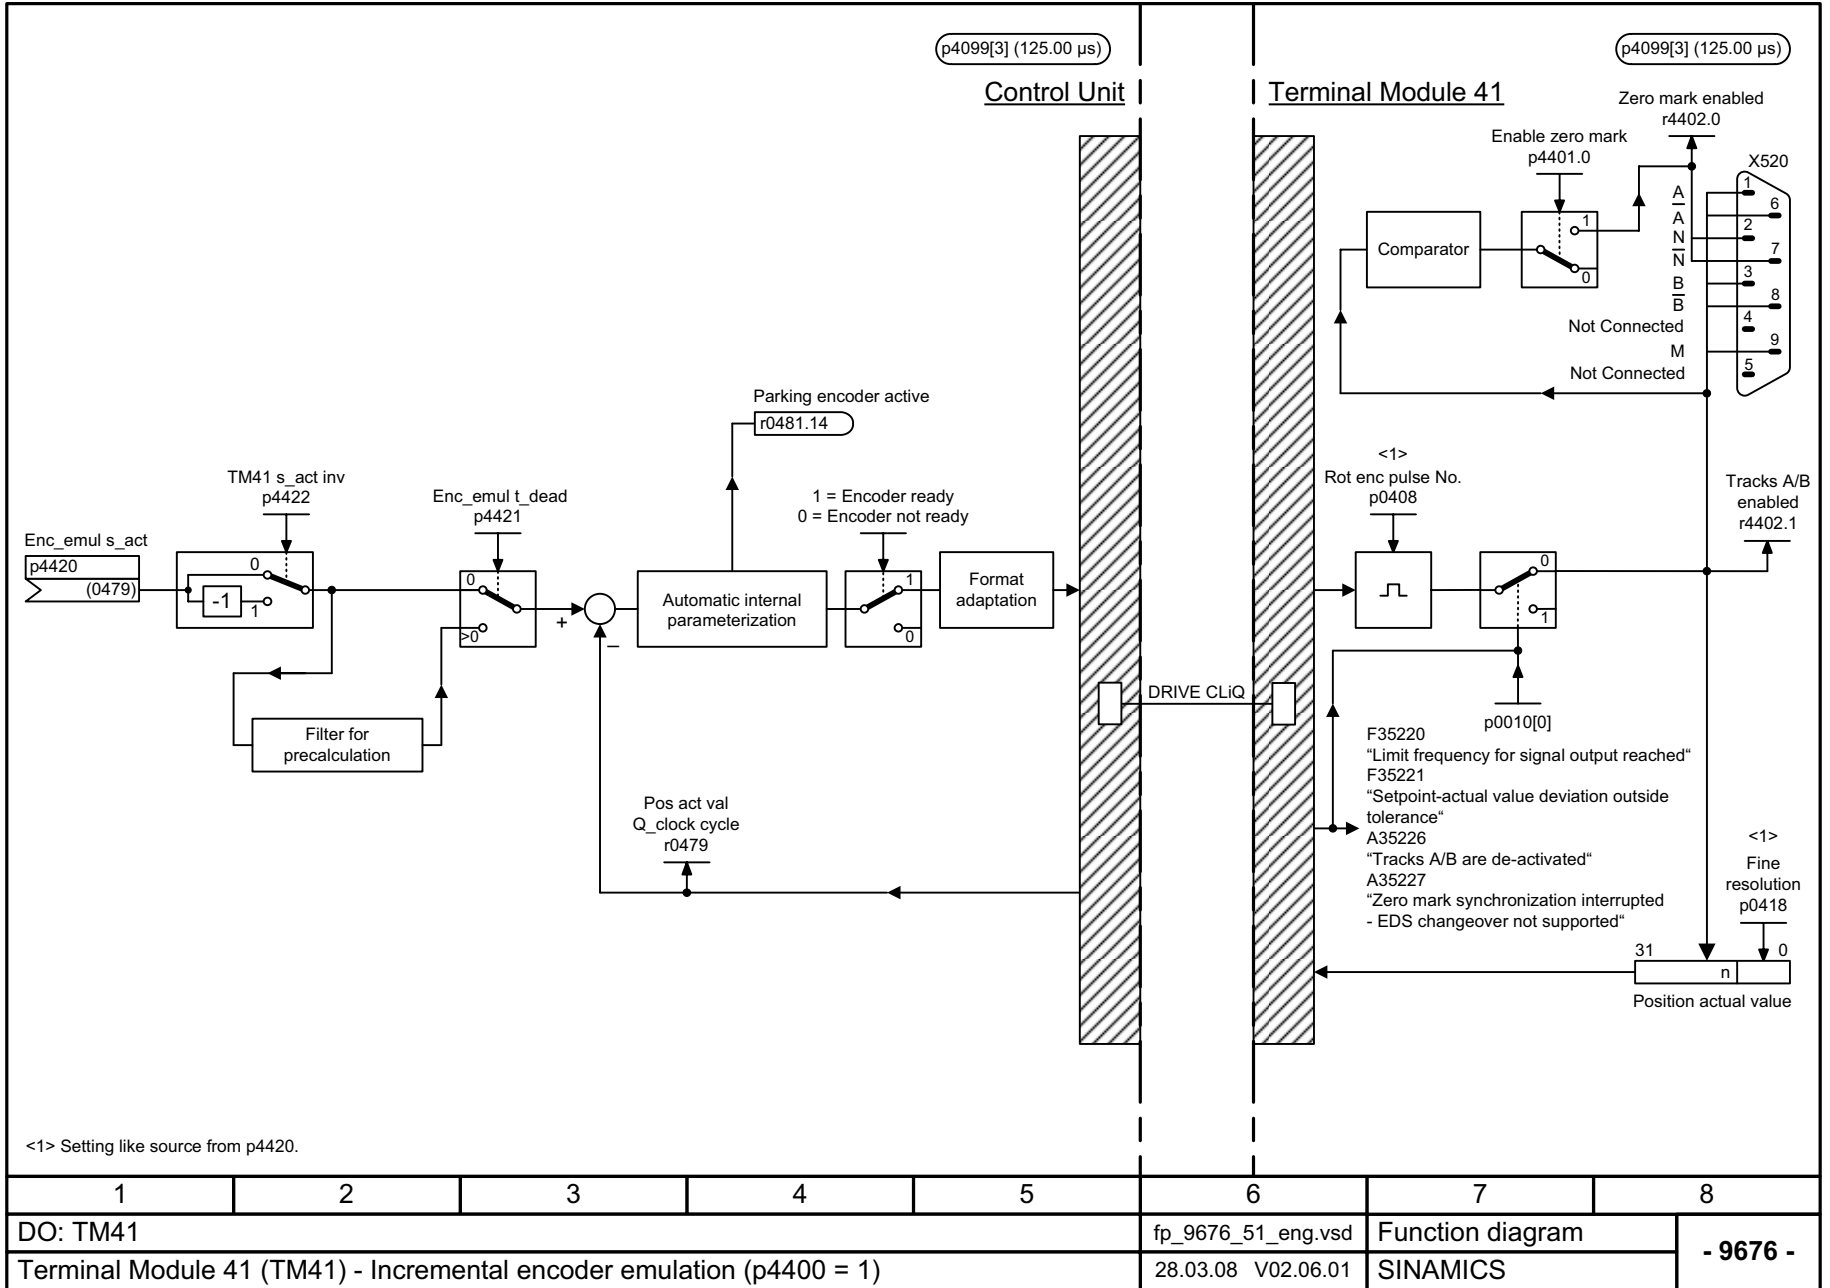 p4099[3] (125.00 µs)
p4099[3] (125.00 µs)
Control Unit
Terminal Module 41
Zero mark enabled
r4402.0
Enable zero mark
p4401.0
X520
Comparator
1
0
A
A
N
N
B
B
Not Connected
M
Not Connected
1
6
2
7
3
8
4
9
5
Parking encoder active
r0481.14
TM41 s_act inv
p4422
Enc_emul t_dead
p4421
1 = Encoder ready
0 = Encoder not ready
<1>
Rot enc pulse No.
p0408
Tracks A/B
enabled
r4402.1
Enc_emul s_act
p4420
(0479)
0
-1
1
0
>0
+
–
Automatic internal
parameterization
1
0
Format
adaptation
0
1
Filter for
precalculation
DRIVE CLiQ
p0010[0]
F35220
“Limit frequency for signal output reached“
F35221
“Setpoint-actual value deviation outside
tolerance“
A35226
“Tracks A/B are de-activated“
A35227
“Zero mark synchronization interrupted
- EDS changeover not supported“
Pos act val
Q_clock cycle
r0479
<1>
Fine
resolution
p0418
31
0
n
Position actual value
<1> Setting like source from p4420.
1 2 3 4 5 6 7 8
DO: TM41
fp_9676_51_eng.vsd
Function diagram
- 9676 -
Terminal Module 41 (TM41) - Incremental encoder emulation (p4400 = 1)
28.03.08 V02.06.01
SINAMICS